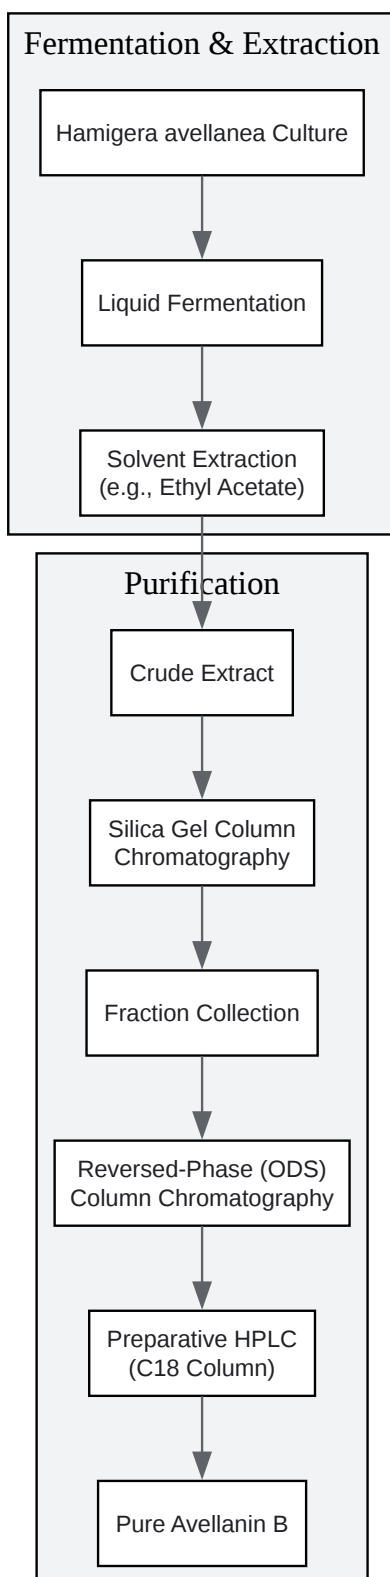 Fermentation & Extraction
Hamigera avellanea Culture
Liquid Fermentation
Solvent Extraction
(e.g., Ethyl Acetate)
Purification
Crude Extract
Silica Gel Column
Chromatography
Fraction Collection
Reversed-Phase (ODS)
Column Chromatography
Preparative HPLC
(C18 Column)
Pure Avellanin B